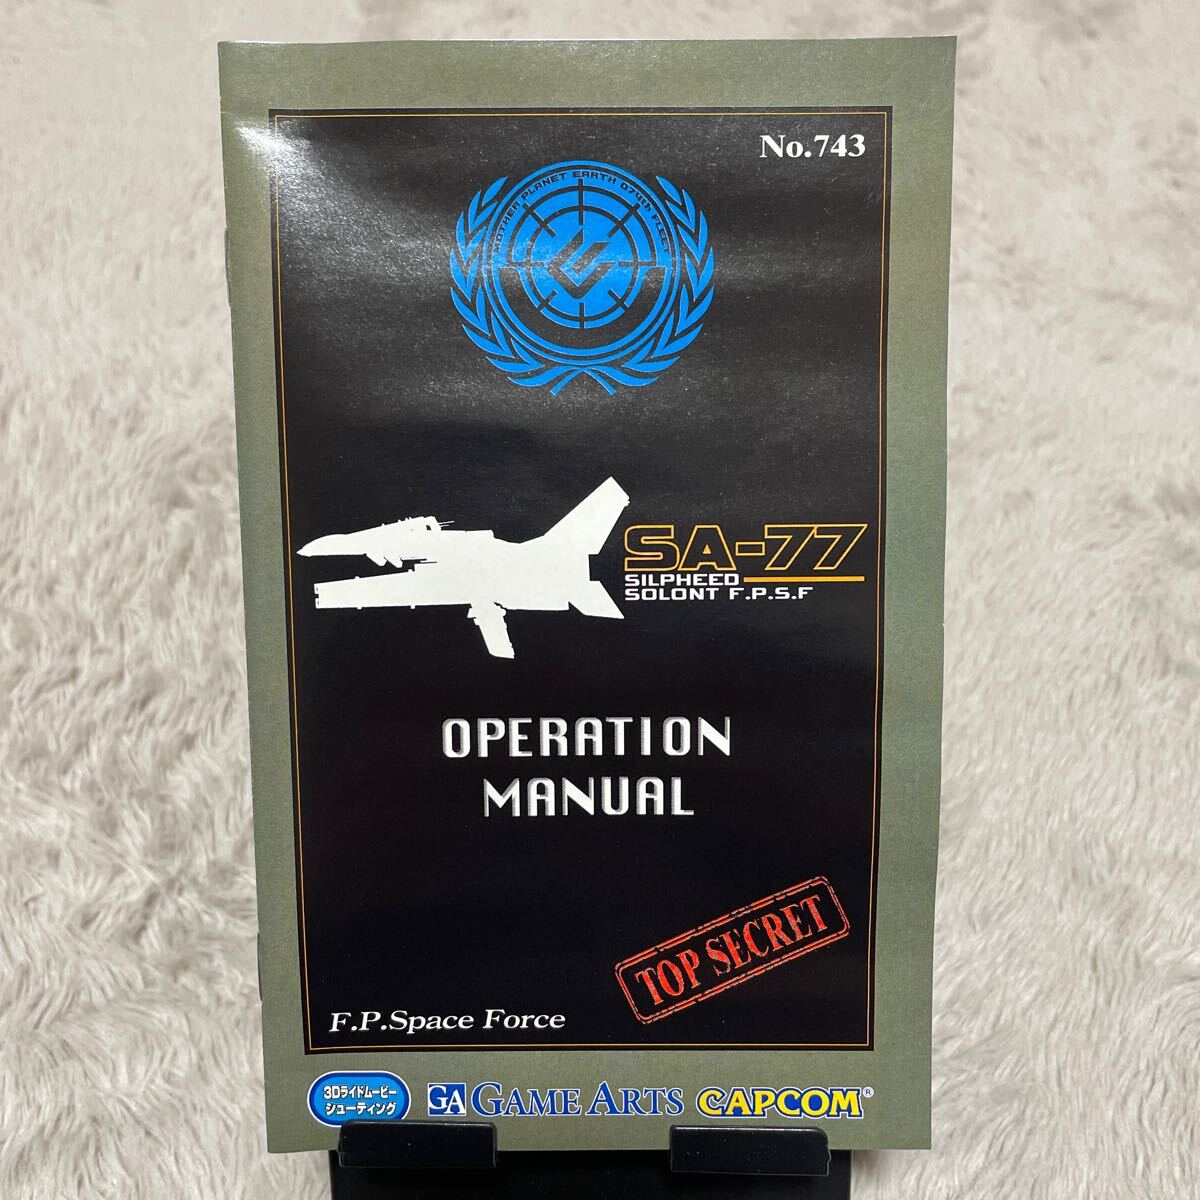 No.743
MOTHER PLANET EARTH 074th FLEET
SA-77
SILPHEED
SOLONT F.P.S.F
OPERATION
MANUAL
TOP SECRET
F.P.Space Force
3Dライドムービー
シューティング
GA GAME ARTS
CAPCOM®